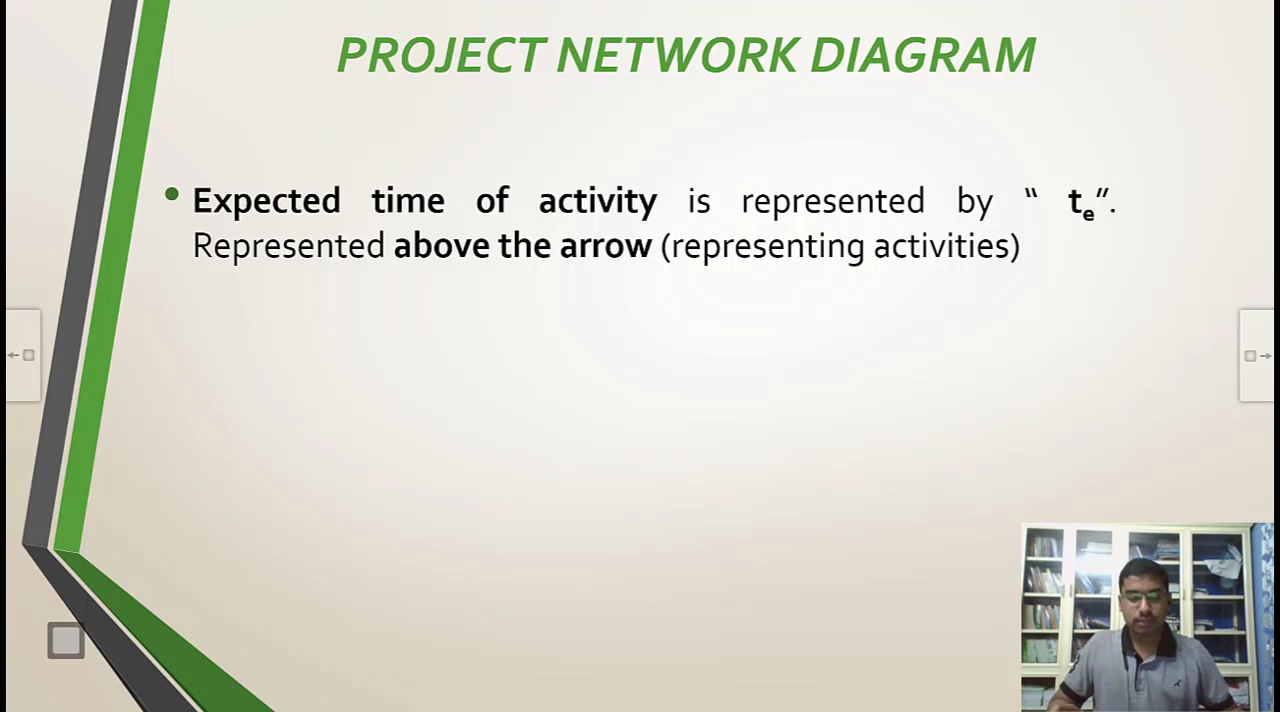 PROJECT NETWORK DIAGRAM
• Expected time of activity is represented by “ te”.
Represented above the arrow (representing activities)